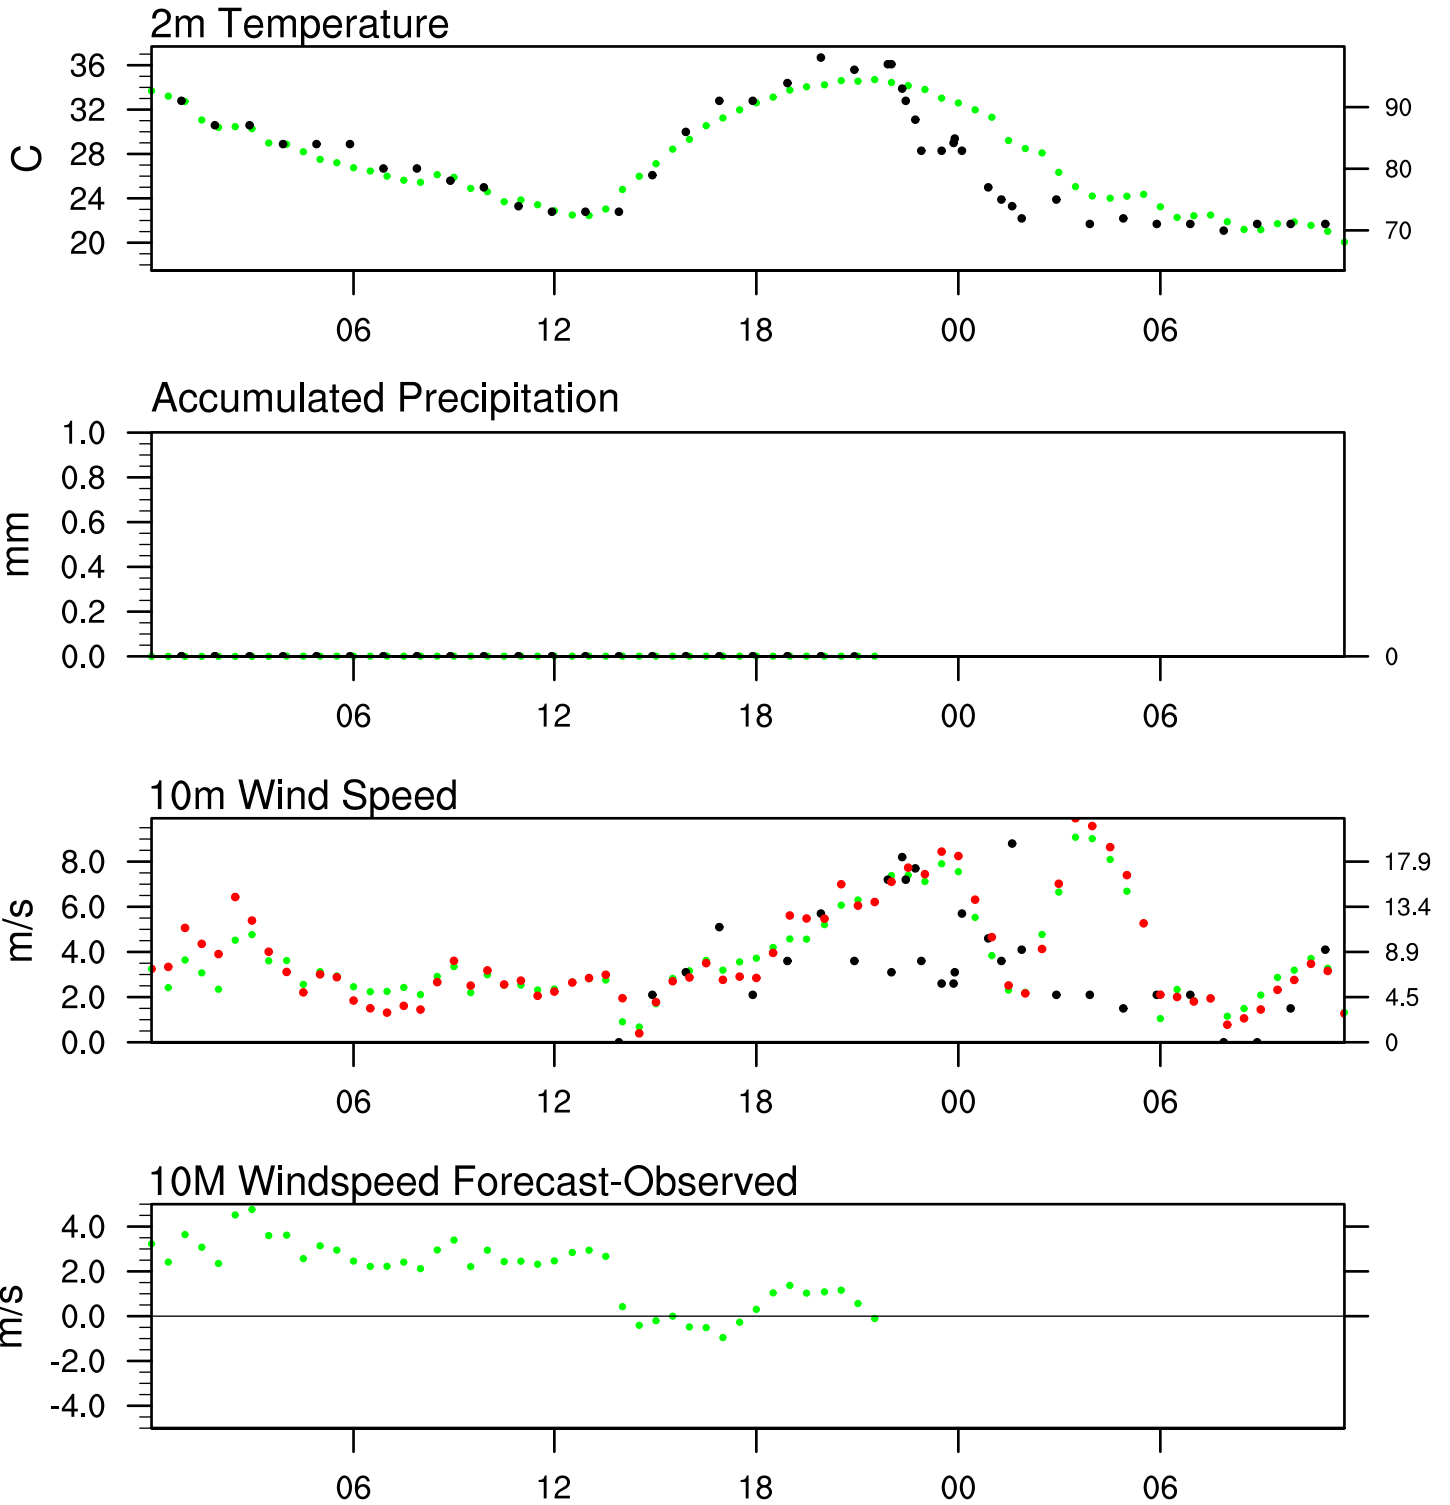 2m Temperature
36
32
28
24
20
C
90
80
70
06 12 18 00 06
Accumulated Precipitation
1.0
0.8
0.6
0.4
0.2
0.0
mm
0
06 12 18 00 06
10m Wind Speed
8.0
6.0
4.0
2.0
0.0
m/s
17.9
13.4
8.9
4.5
0
06 12 18 00 06
10M Windspeed Forecast-Observed
4.0
2.0
0.0
-2.0
-4.0
m/s
06 12 18 00 06